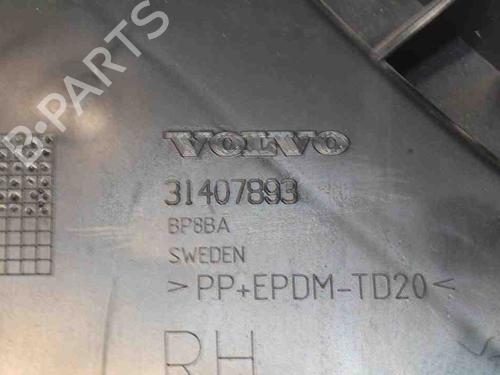 B-PARTS
VOLVO
31407893
BP8BA
SWEDEN
>PP+EPDM-TD20<
RH